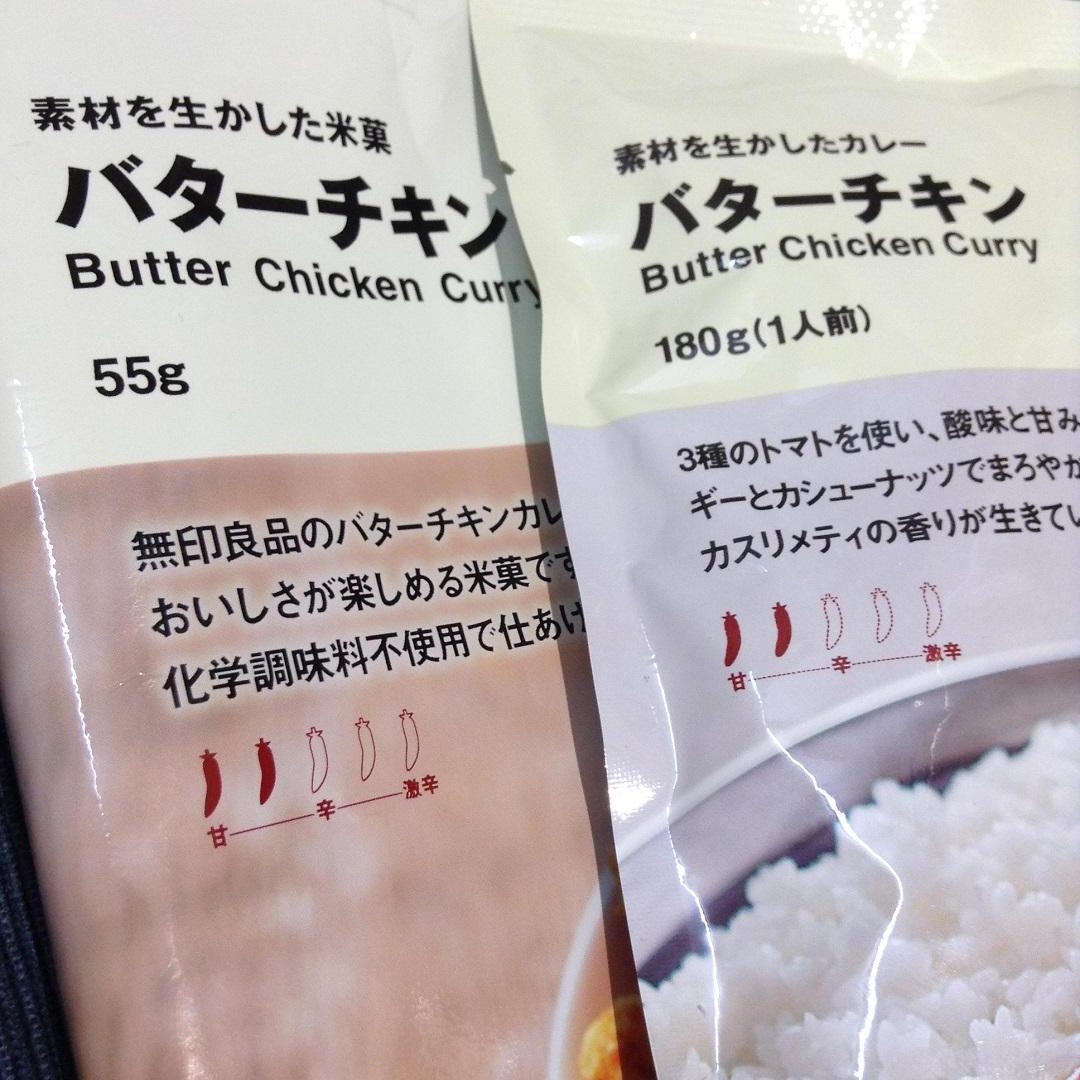 素材を生かした米菓
バターチキン
Butter Chicken Curry
55g
無印良品のバターチキンカレ
おいしさが楽しめる米菓です
化学調味料不使用で仕あげ
甘 辛 激辛
素材を生かしたカレー
バターチキン
Butter Chicken Curry
180g(1人前)
3種のトマトを使い、酸味と甘み
ギーとカシューナッツでまろやか
カスリメティの香りが生きてい
甘 辛 激辛